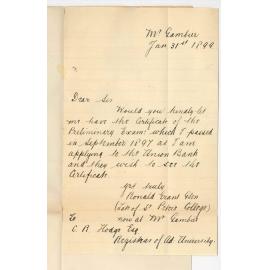 Mt Gambier
Jan 31st 1899
Dear Sir
Would you kindly let
me have the Certificate of the
Preliminary Exam: which I passed
in September 1897 as I am
applying to the Union Bank
and they wish to see the
Certificate.
yrs truly
Ronald Grant Glen
(late of St Peters College)
now at Mt Gambier
To
C. R. Hodge Esq
Registrar of Ad University.